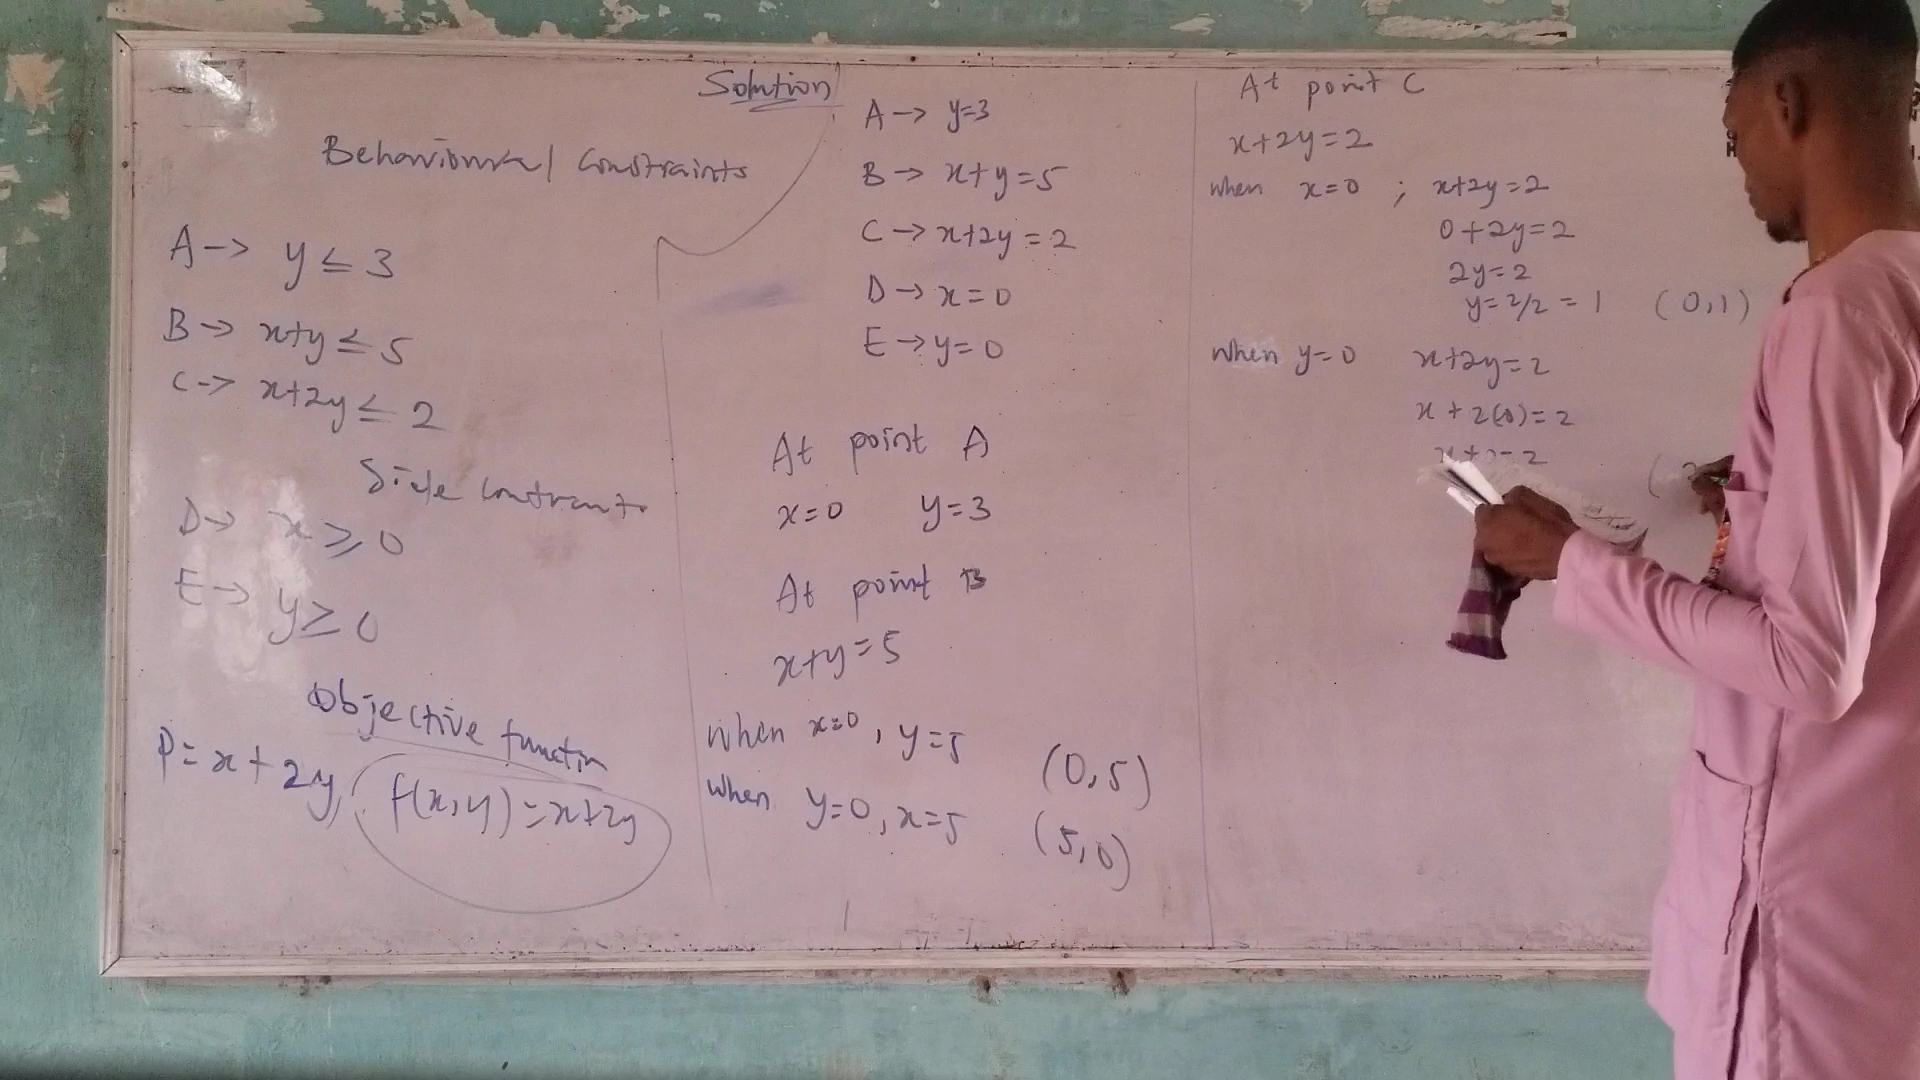 Solution
Behavioural Constraints
A → y ≤ 3
B → x+y ≤ 5
C → x+2y ≤ 2
Side
D → x ≥ 0
E → y ≥ 0
Objective functin
P = x + 2y, f(x,y) = x+2y
A → y=3
B → x+y=5
C → x+2y=2
D → x=0
E → y=0
At point A
x=0 y=3
At point B
x+y=5
when x=0, y=5 (0,5)
when y=0, x=5 (5,0)
At point C
x+2y=2
when x=0 ; x+2y=2
0+2y=2
2y=2
y=2/2=1 (0,1)
when y=0 x+2y=2
x+2(0)=2
x+0=2